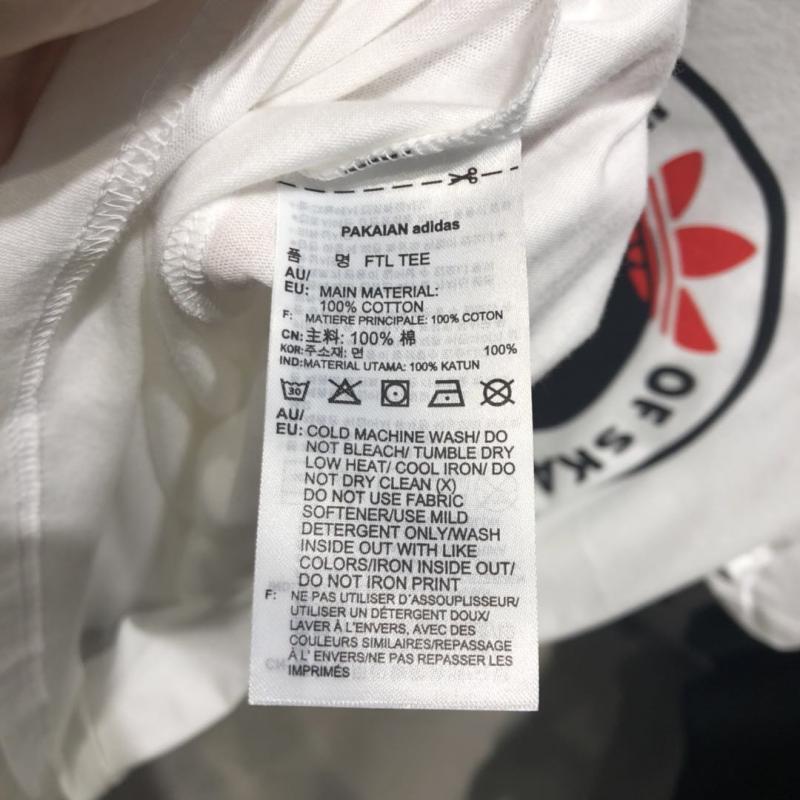 PAKAIAN adidas
품 명 FTL TEE
AU/
EU: MAIN MATERIAL:
100% COTTON
F: MATIERE PRINCIPALE: 100% COTON
CN: 主料: 100% 棉
KOR: 주소재: 면 100%
IND: MATERIAL UTAMA: 100% KATUN
30
AU/
EU: COLD MACHINE WASH/ DO
NOT BLEACH/ TUMBLE DRY
LOW HEAT/ COOL IRON/ DO
NOT DRY CLEAN (X)
DO NOT USE FABRIC
SOFTENER/USE MILD
DETERGENT ONLY/WASH
INSIDE OUT WITH LIKE
COLORS/IRON INSIDE OUT/
DO NOT IRON PRINT
F: NE PAS UTILISER D'ASSOUPLISSEUR/
UTILISER UN DÉTERGENT DOUX/
LAVER À L'ENVERS, AVEC DES
COULEURS SIMILAIRES/REPASSAGE
À L' ENVERS/NE PAS REPASSER LES
IMPRIMÉS
OF SKA